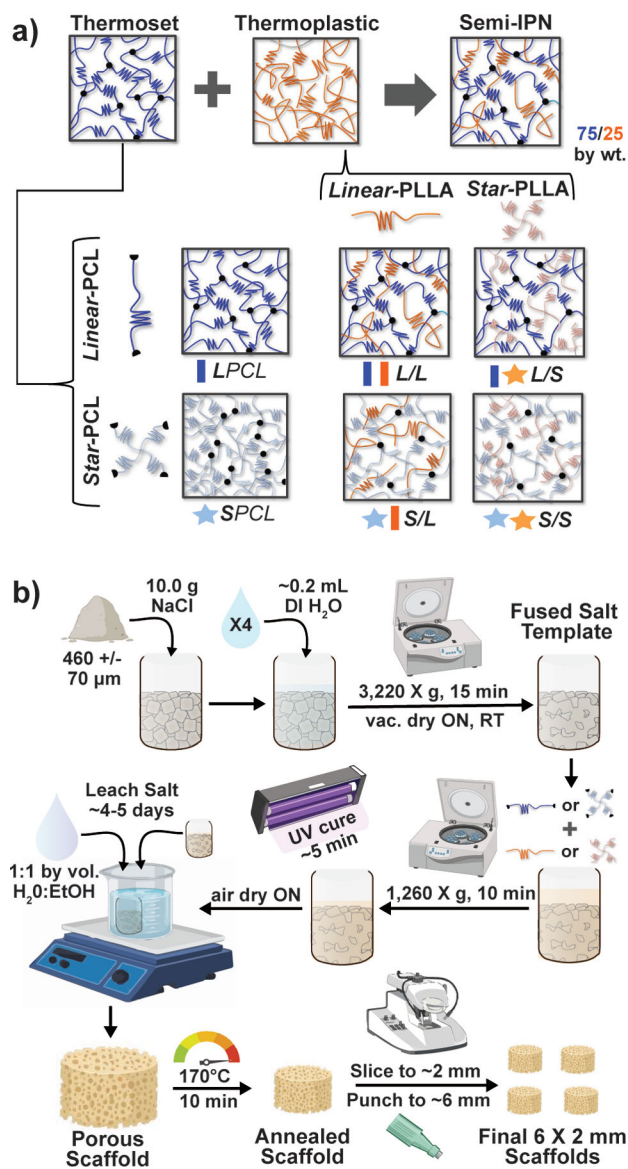 a)
Thermoset
Thermoplastic
Semi-IPN
75/25
by wt.
Linear-PLLA
Star-PLLA
Linear-PCL
LPCL
L/L
L/S
Star-PCL
SPCL
S/L
S/S
b)
10.0 g
NaCl
460 +/-
70 µm
X4
~0.2 mL
DI H₂O
3,220 X g, 15 min
vac. dry ON, RT
Fused Salt
Template
or
+
or
1,260 X g, 10 min
UV cure
~5 min
air dry ON
Leach Salt
~4-5 days
1:1 by vol.
H₂0:EtOH
Porous
Scaffold
170°C
10 min
Annealed
Scaffold
Slice to ~2 mm
Punch to ~6 mm
Final 6 X 2 mm
Scaffolds